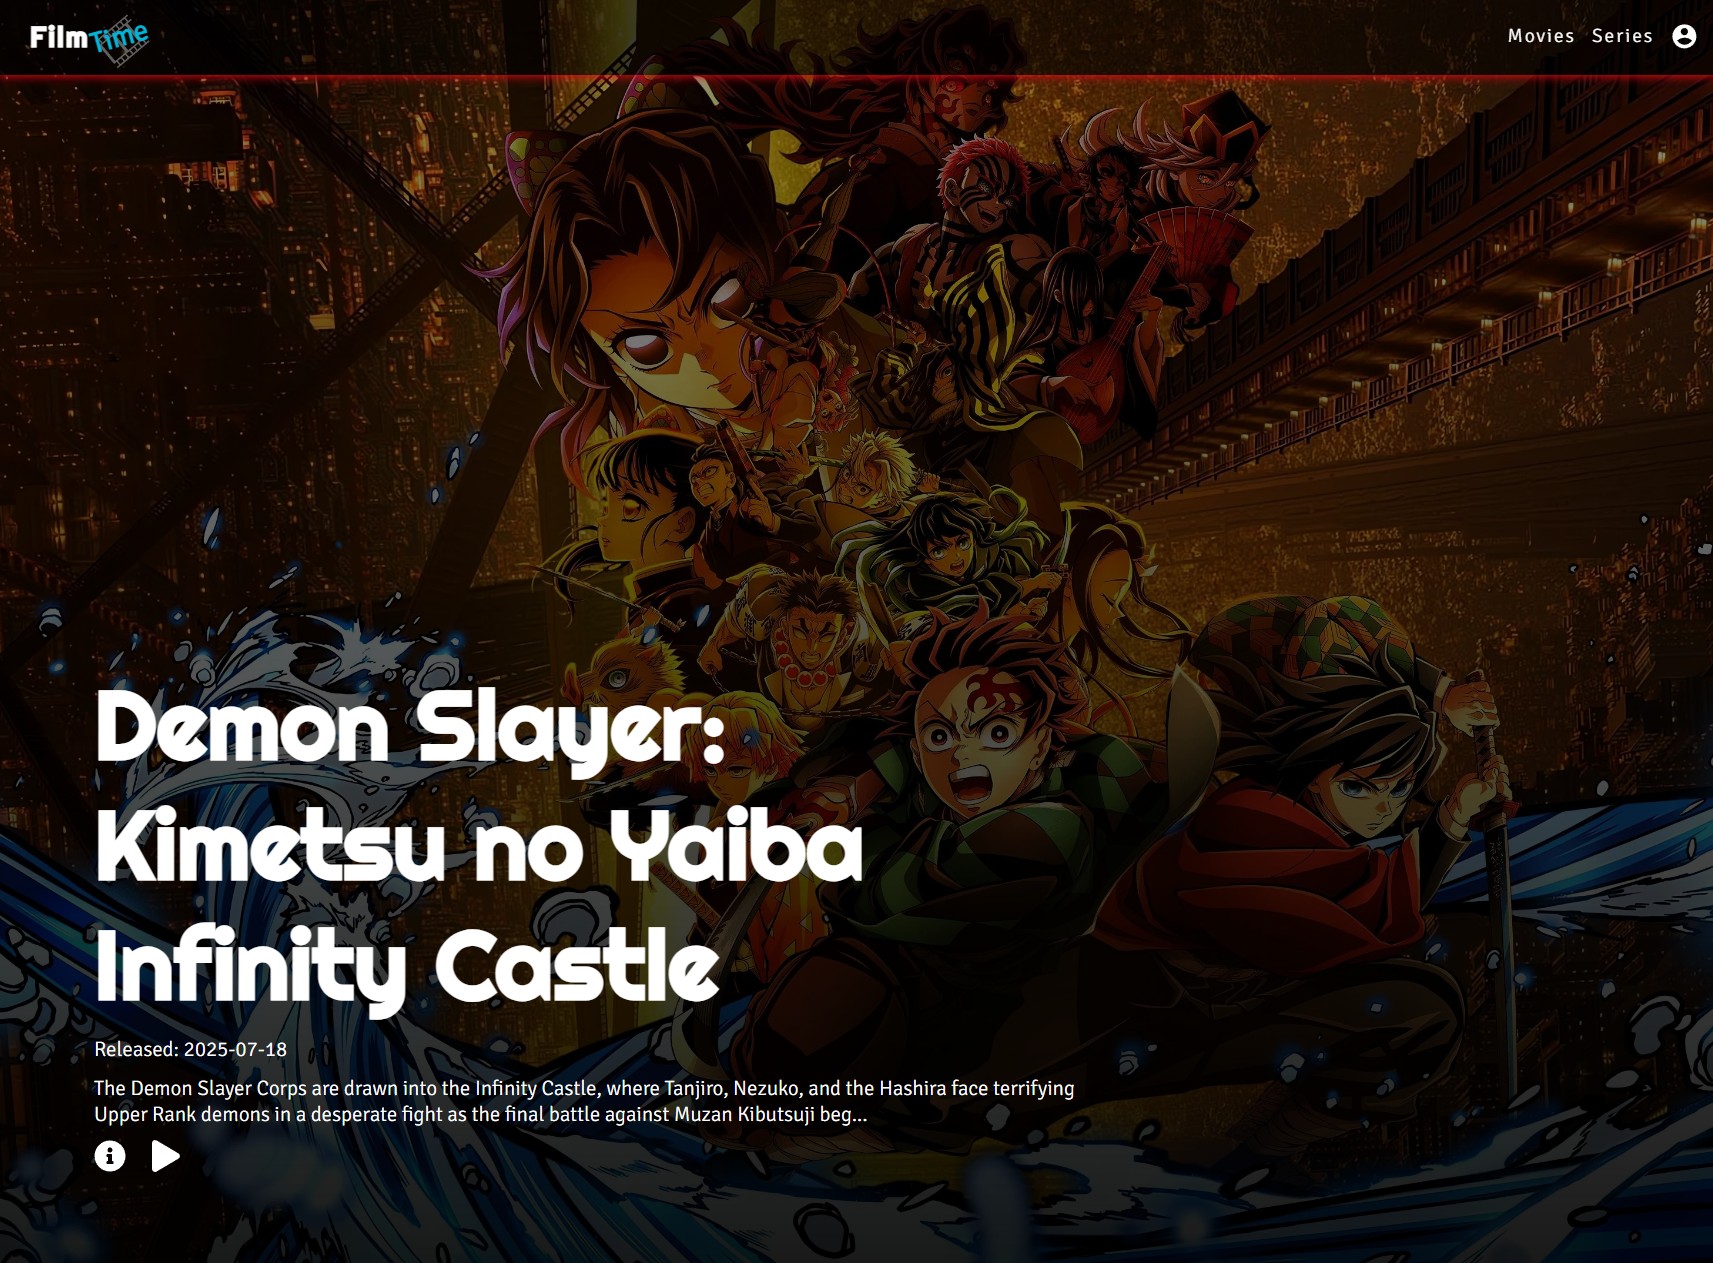 FilmTime
Movies Series
Demon Slayer:
Kimetsu no Yaiba
Infinity Castle
Released: 2025-07-18
The Demon Slayer Corps are drawn into the Infinity Castle, where Tanjiro, Nezuko, and the Hashira face terrifying
Upper Rank demons in a desperate fight as the final battle against Muzan Kibutsuji beg...